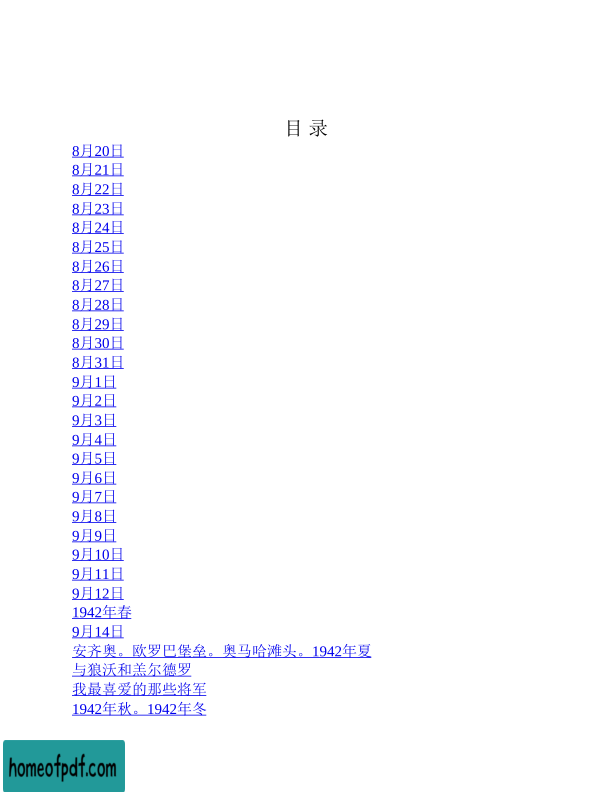 目 录
8月20日
8月21日
8月22日
8月23日
8月24日
8月25日
8月26日
8月27日
8月28日
8月29日
8月30日
8月31日
9月1日
9月2日
9月3日
9月4日
9月5日
9月6日
9月7日
9月8日
9月9日
9月10日
9月11日
9月12日
1942年春
9月14日
安齐奥。欧罗巴堡垒。奥马哈滩头。1942年夏
与狼沃和盖尔德罗
我最喜爱的那些将军
1942年秋。1942年冬
homeofpdf.com